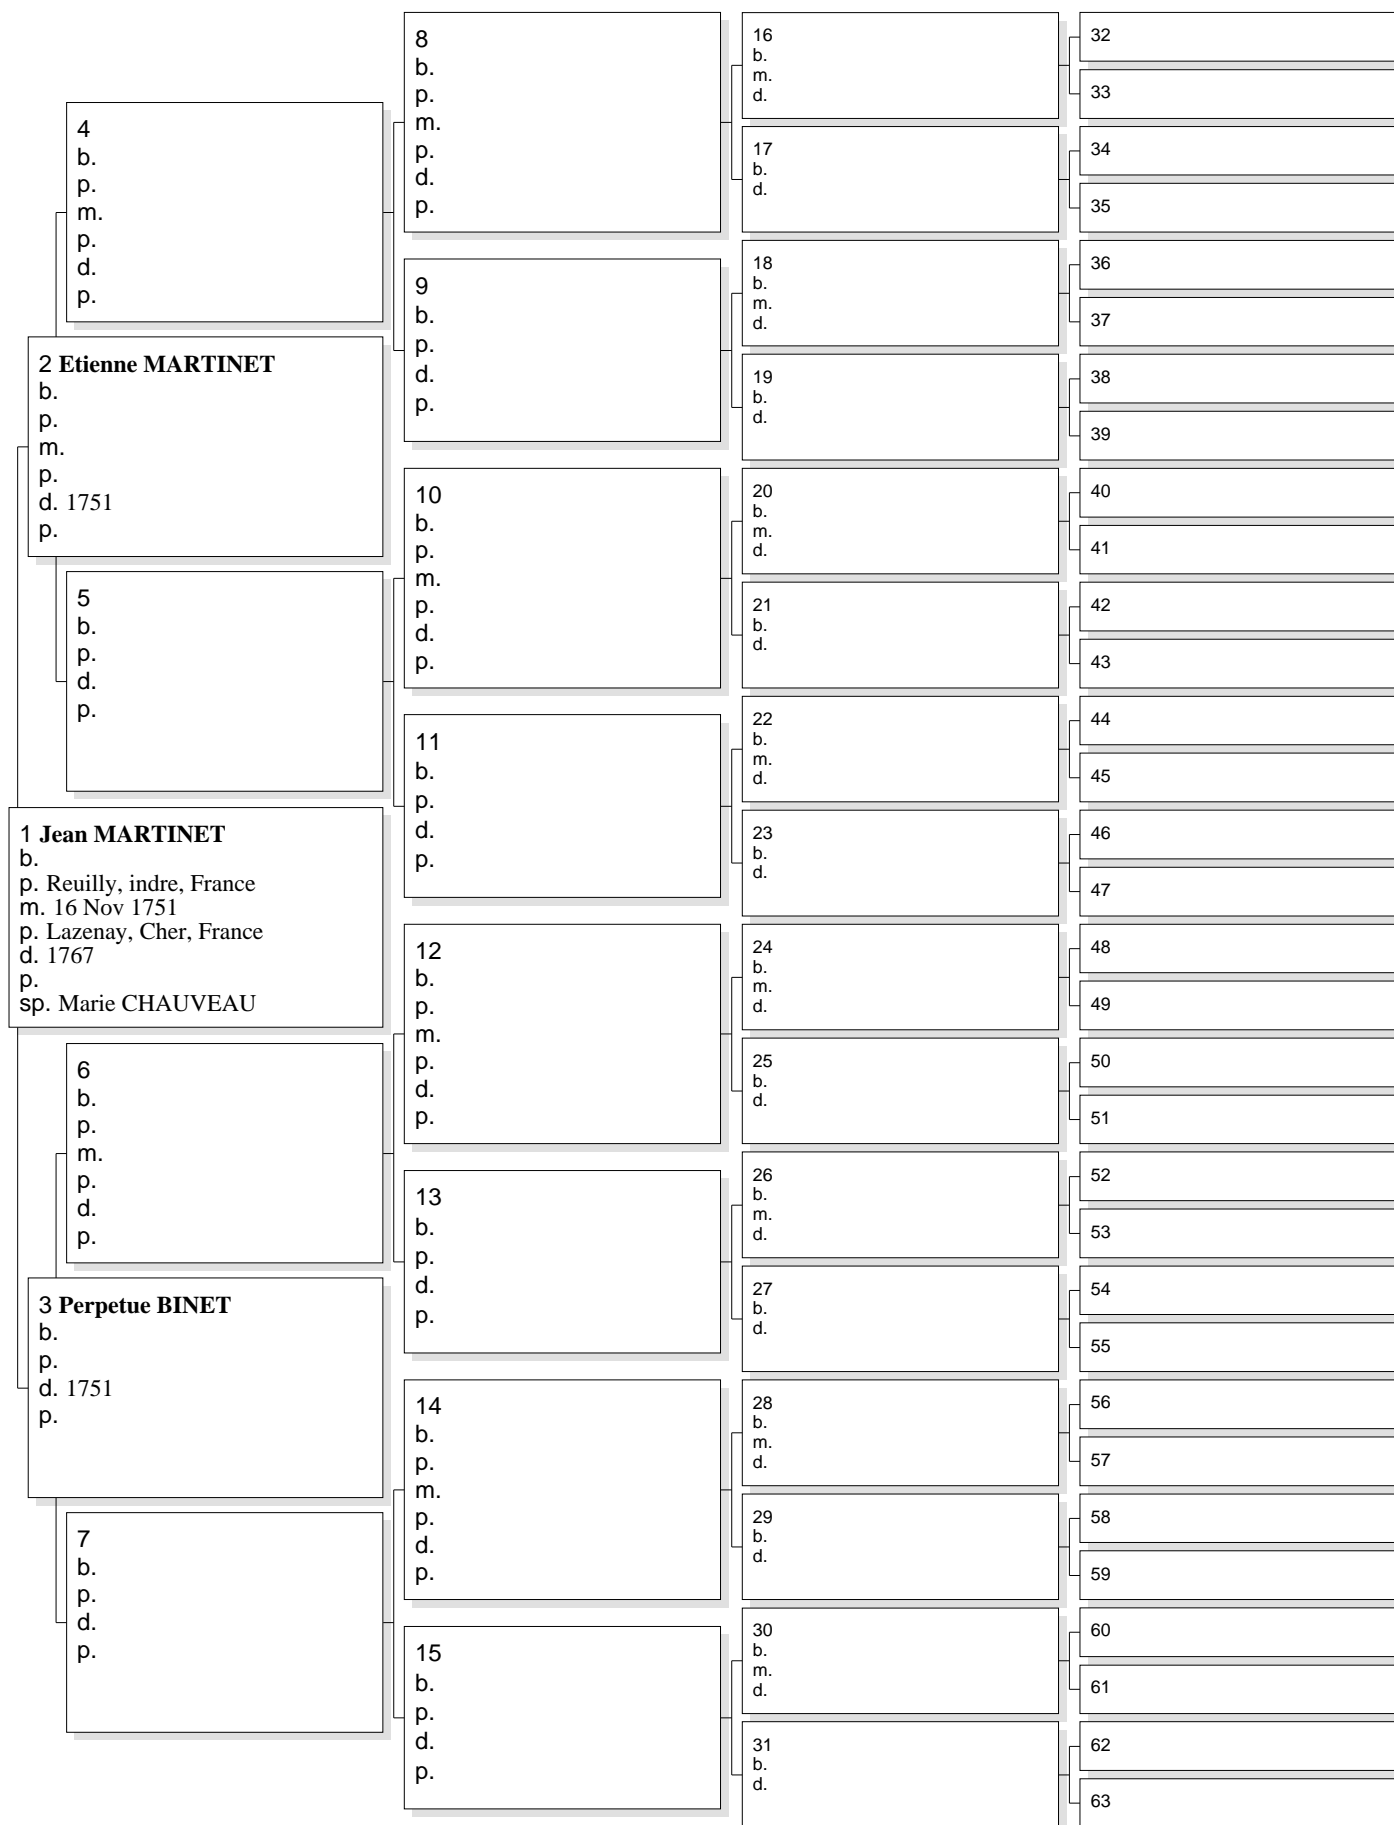 8
b.
p.
m.
p.
d.
p.
16
b.
m.
d.
32
33
4
b.
p.
m.
p.
d.
p.
17
b.
d.
34
35
9
b.
p.
d.
p.
18
b.
m.
d.
36
37
2 Etienne MARTINET
b.
p.
m.
p.
d. 1751
p.
19
b.
d.
38
39
10
b.
p.
m.
p.
d.
p.
20
b.
m.
d.
40
41
5
b.
p.
d.
p.
21
b.
d.
42
43
11
b.
p.
d.
p.
22
b.
m.
d.
44
45
1 Jean MARTINET
b.
p. Reuilly, indre, France
m. 16 Nov 1751
p. Lazenay, Cher, France
d. 1767
p.
sp. Marie CHAUVEAU
23
b.
d.
46
47
12
b.
p.
m.
p.
d.
p.
24
b.
m.
d.
48
49
6
b.
p.
m.
p.
d.
p.
25
b.
d.
50
51
13
b.
p.
d.
p.
26
b.
m.
d.
52
53
3 Perpetue BINET
b.
p.
d. 1751
p.
27
b.
d.
54
55
14
b.
p.
m.
p.
d.
p.
28
b.
m.
d.
56
57
7
b.
p.
d.
p.
29
b.
d.
58
59
15
b.
p.
d.
p.
30
b.
m.
d.
60
61
31
b.
d.
62
63